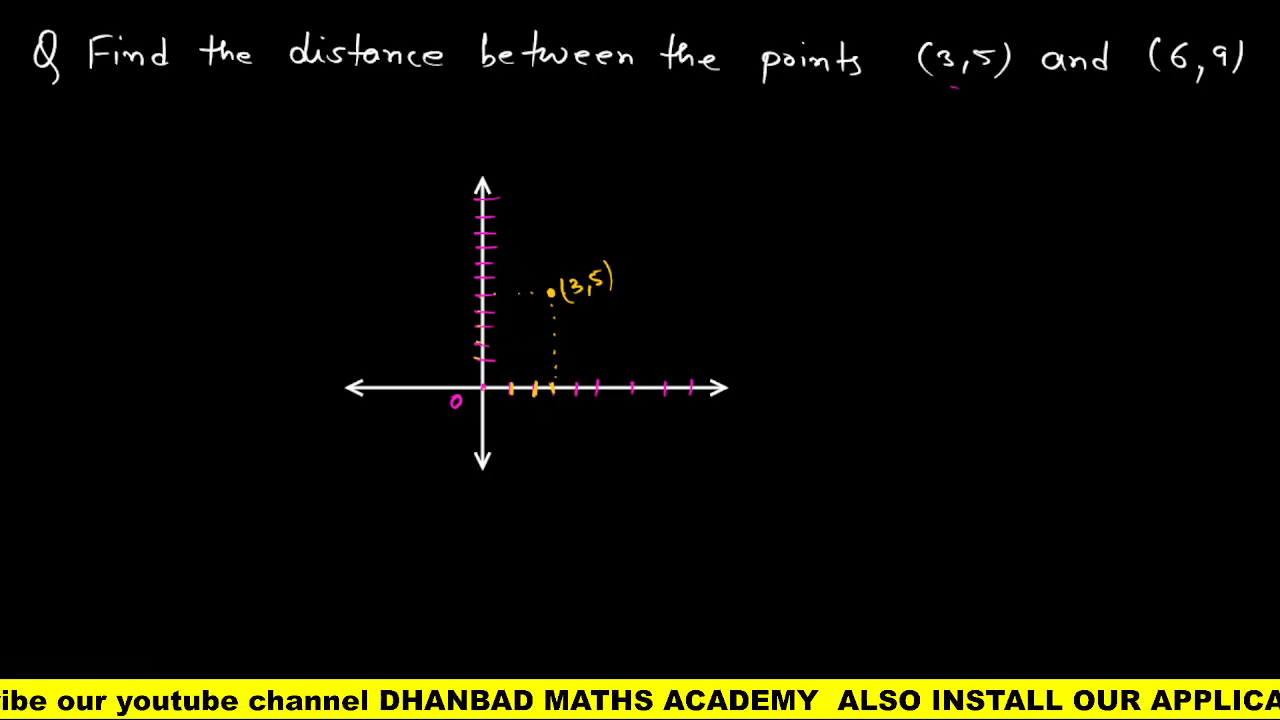 Q Find the distance between the points (3,5) and (6,9)
(3,5)
0
ibe our youtube channel DHANBAD MATHS ACADEMY ALSO INSTALL OUR APPLICA